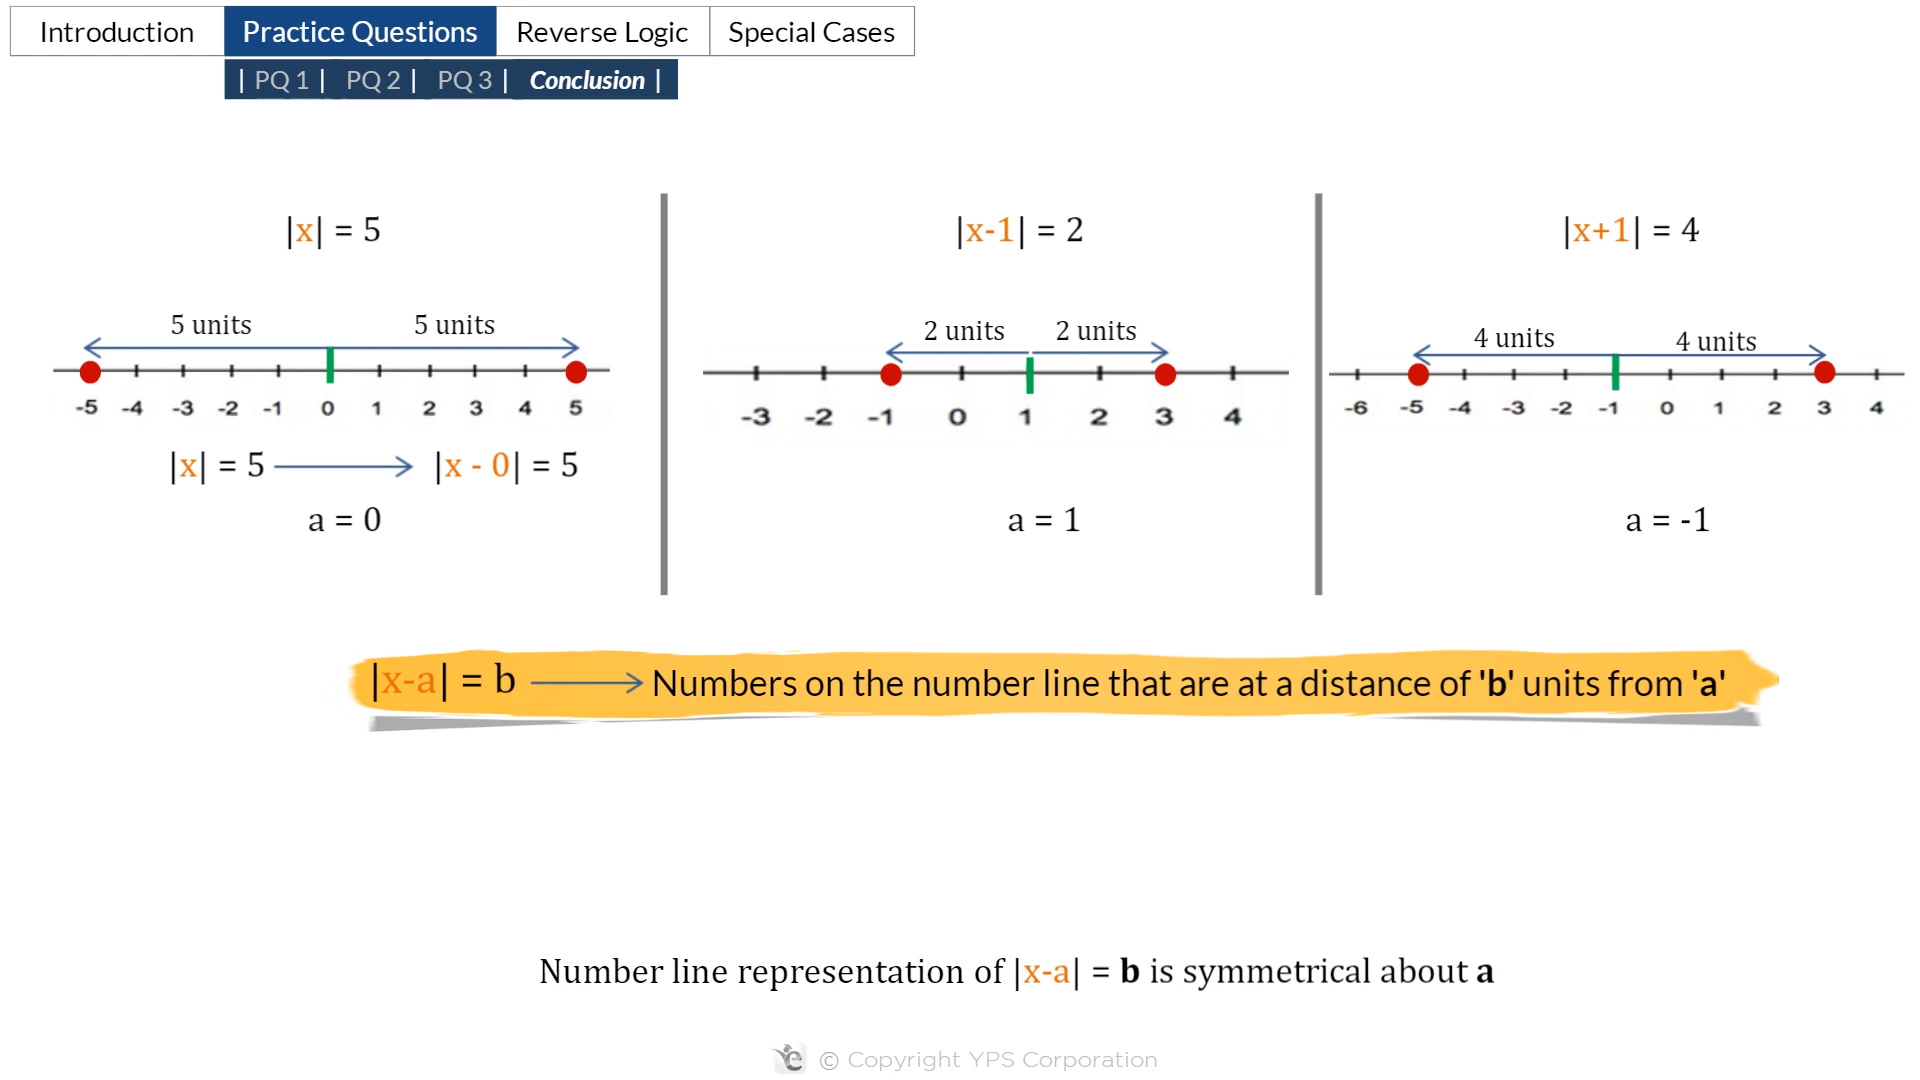 Introduction Practice Questions Reverse Logic Special Cases
| PQ 1 | PQ 2 | PQ 3 | Conclusion |
|x| = 5
5 units 5 units
-5 -4 -3 -2 -1 0 1 2 3 4 5
|x| = 5 |x - 0| = 5
a = 0
|x-1| = 2
2 units 2 units
-3 -2 -1 0 1 2 3 4
a = 1
|x+1| = 4
4 units 4 units
-6 -5 -4 -3 -2 -1 0 1 2 3 4
a = -1
|x-a| = b Numbers on the number line that are at a distance of 'b' units from 'a'
Number line representation of |x-a| = b is symmetrical about a
© Copyright YPS Corporation